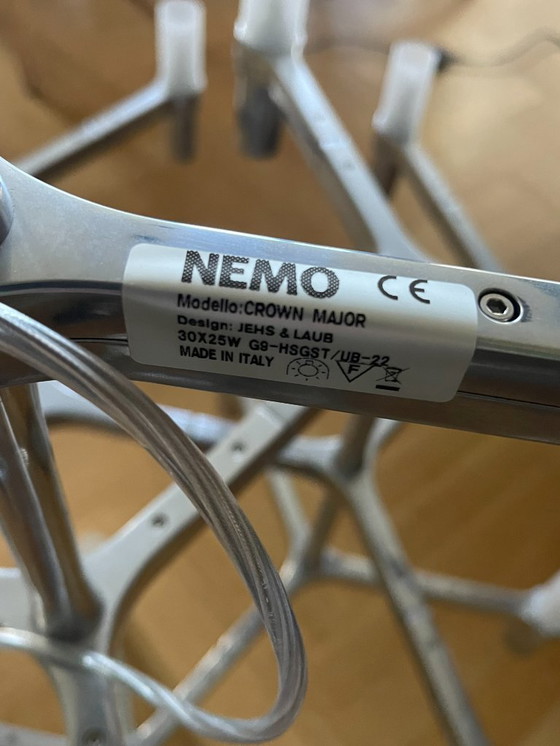 NEMO
CE
Modello:CROWN MAJOR
Design: JEHS & LAUB
30X25W G9-HSGST/UB-22
MADE IN ITALY
F